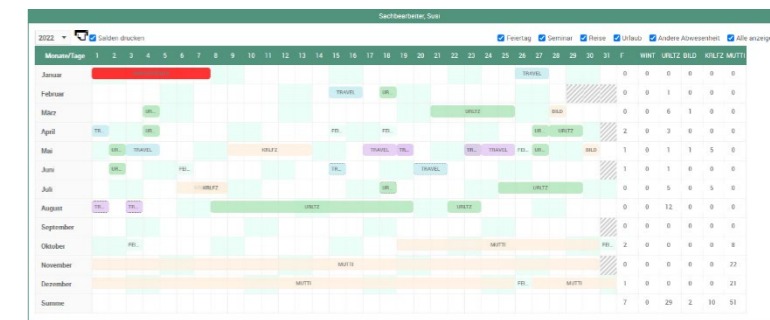 Sachbearbeiter, Susi
2022 Salden drucken Feiertag Seminar Reise Urlaub Andere Abwesenheit Alle anzeige
Monate/Tage 1 2 3 4 5 6 7 8 9 10 11 12 13 14 15 16 17 18 19 20 21 22 23 24 25 26 27 28 29 30 31 F WINT URLTZ BILD KRLFZ MUTTI
Januar TRAVEL 0 0 0 0 0 0
Februar TRAVEL UR... 0 0 1 0 0 0
März UR... URLTZ BILD 0 0 6 1 0 0
April TR... UR... FEI... FEI... UR... URLTZ 2 0 3 0 0 0
Mai UR... TRAVEL KRLFZ TRAVEL TR... TR... TRAVEL FEI... UR... BILD 1 0 1 1 5 0
Juni UR... FEI... TR... TRAVEL 1 0 1 0 0 0
Juli KRLFZ UR... URLTZ 0 0 5 0 5 0
August TR... TR... URLTZ URLTZ 0 0 12 0 0 0
September 0 0 0 0 0 0
Oktober FEI... MUTTI FEI... 2 0 0 0 0 8
November MUTTI 0 0 0 0 0 22
Dezember MUTTI FEI... MUTTI 1 0 0 0 0 21
Summe 7 0 29 2 10 51